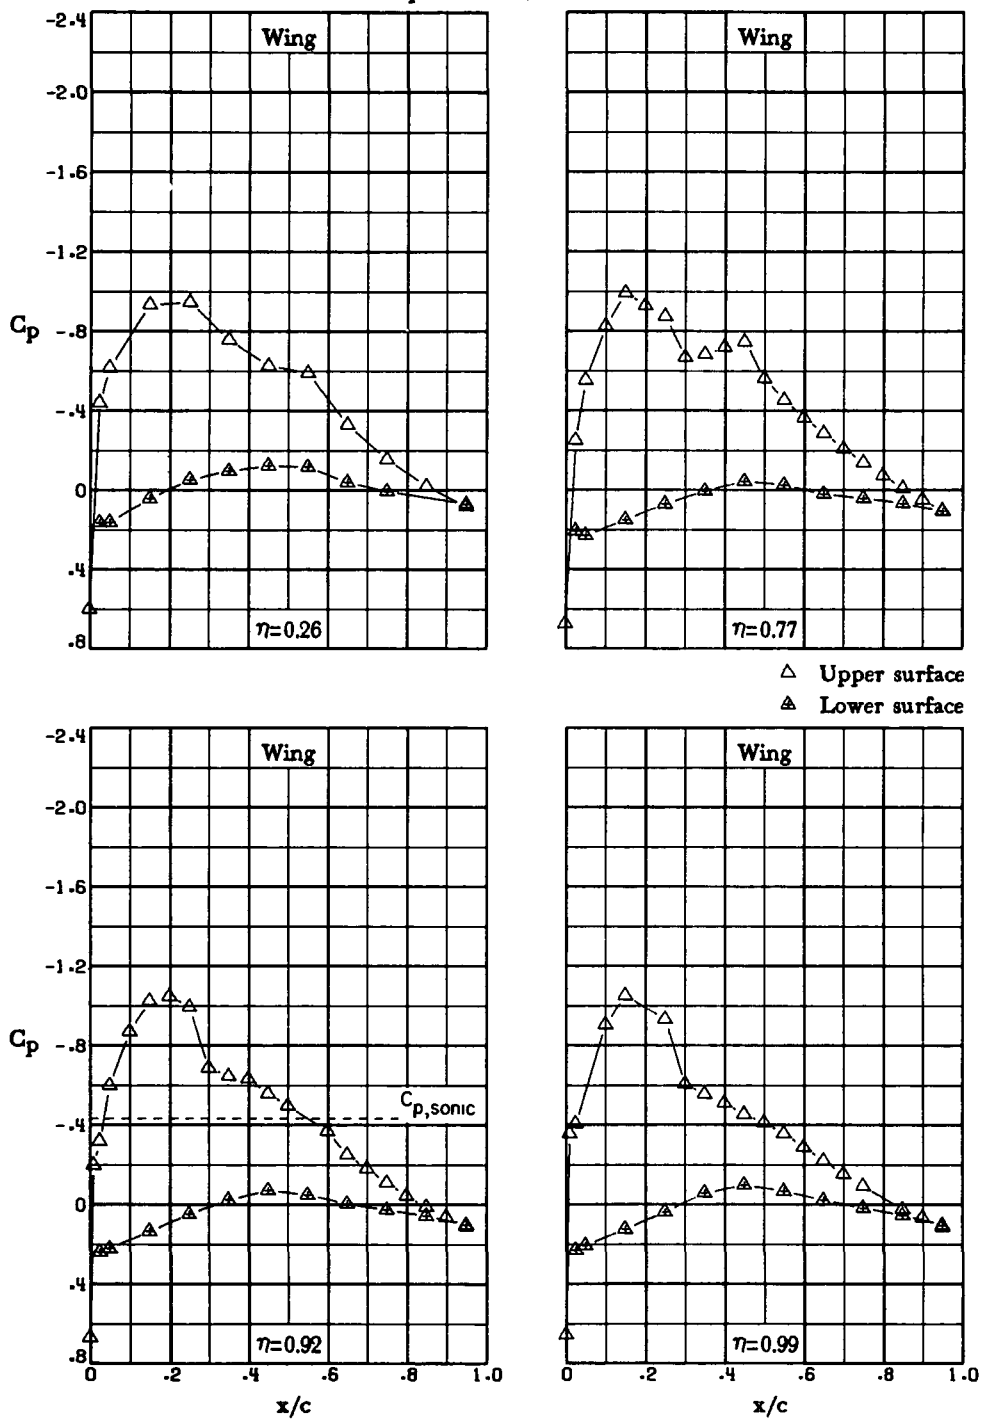 -2.4
Wing
Wing
-2.0
-1.6
-1.2
Cp
-.8
-.4
0
.4
.8
η=0.26
η=0.77
Upper surface
Lower surface
-2.4
Wing
Wing
-2.0
-1.6
-1.2
Cp
-.8
Cp,sonic
-.4
0
.4
.8
η=0.92
η=0.99
0 .2 .4 .6 .8 1.0
0 .2 .4 .6 .8 1.0
x/c
x/c